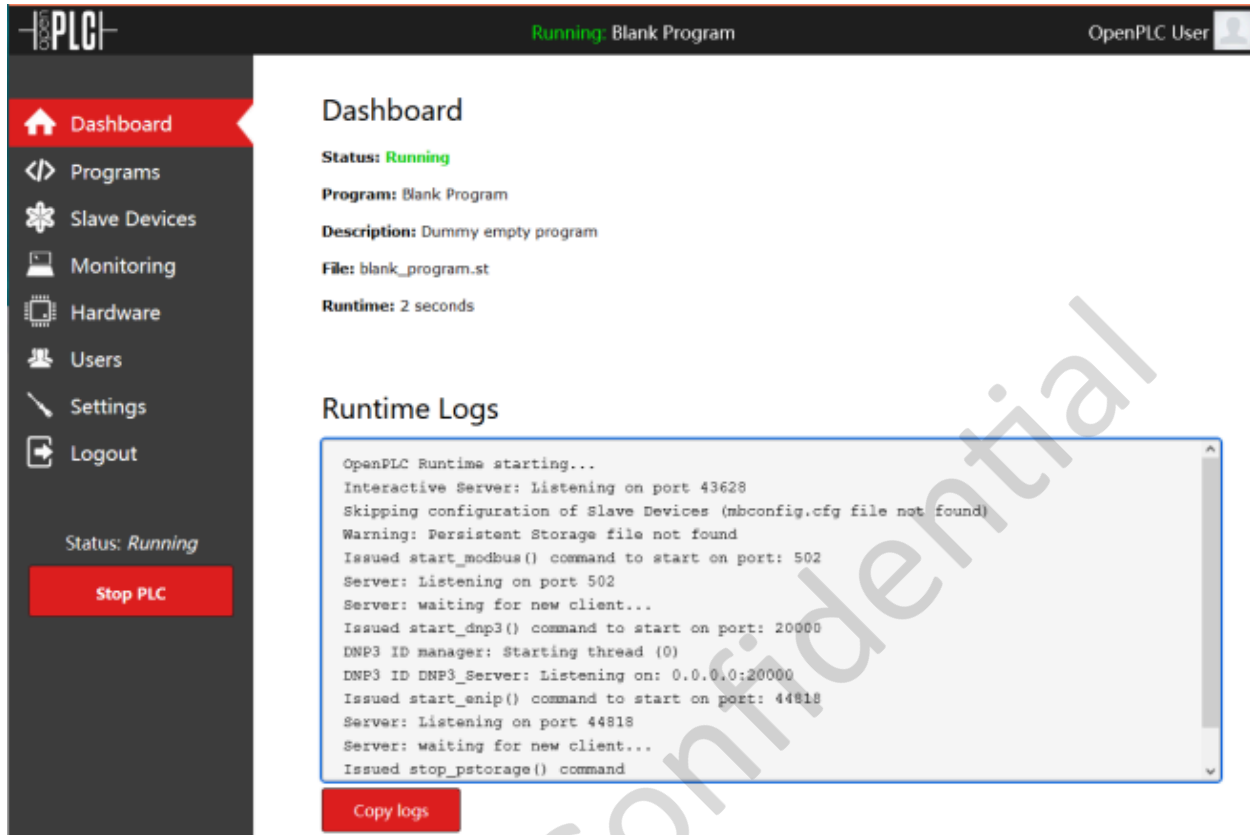 open PLC
Running: Blank Program
OpenPLC User
Dashboard
Programs
Slave Devices
Monitoring
Hardware
Users
Settings
Logout
Status: Running
Stop PLC
Dashboard
Status: Running
Program: Blank Program
Description: Dummy empty program
File: blank_program.st
Runtime: 2 seconds
Runtime Logs
OpenPLC Runtime starting...
Interactive Server: Listening on port 43628
Skipping configuration of Slave Devices (mbconfig.cfg file not found)
Warning: Persistent Storage file not found
Issued start_modbus() command to start on port: 502
Server: Listening on port 502
Server: waiting for new client...
Issued start_dnp3() command to start on port: 20000
DNP3 ID manager: Starting thread (0)
DNP3 ID DNP3_Server: Listening on: 0.0.0.0:20000
Issued start_enip() command to start on port: 44818
Server: Listening on port 44818
Server: waiting for new client...
Issued stop_pstorage() command
Copy logs
onfidential